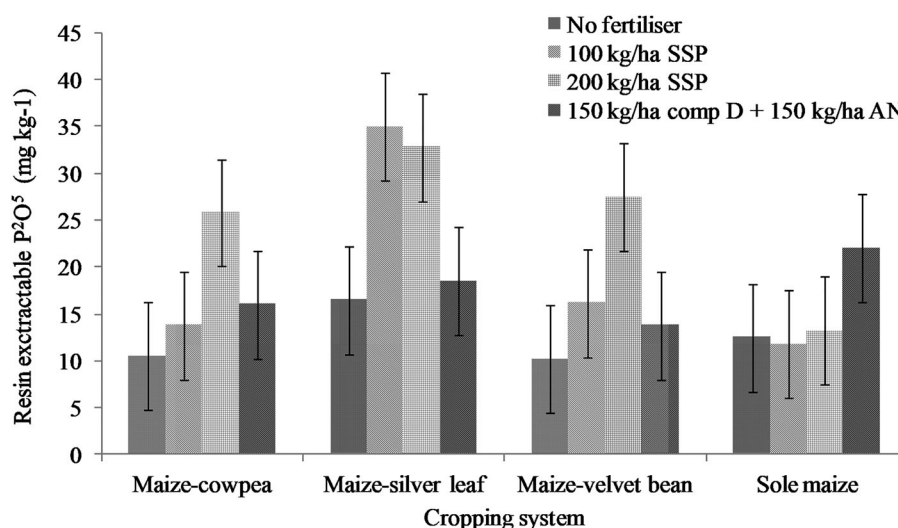 No fertiliser
100 kg/ha SSP
200 kg/ha SSP
150 kg/ha comp D + 150 kg/ha AN
45
40
35
30
25
20
15
10
5
0
Resin exctractable P²O⁵ (mg kg-1)
Maize-cowpea Maize-silver leaf Maize-velvet bean Sole maize
Cropping system